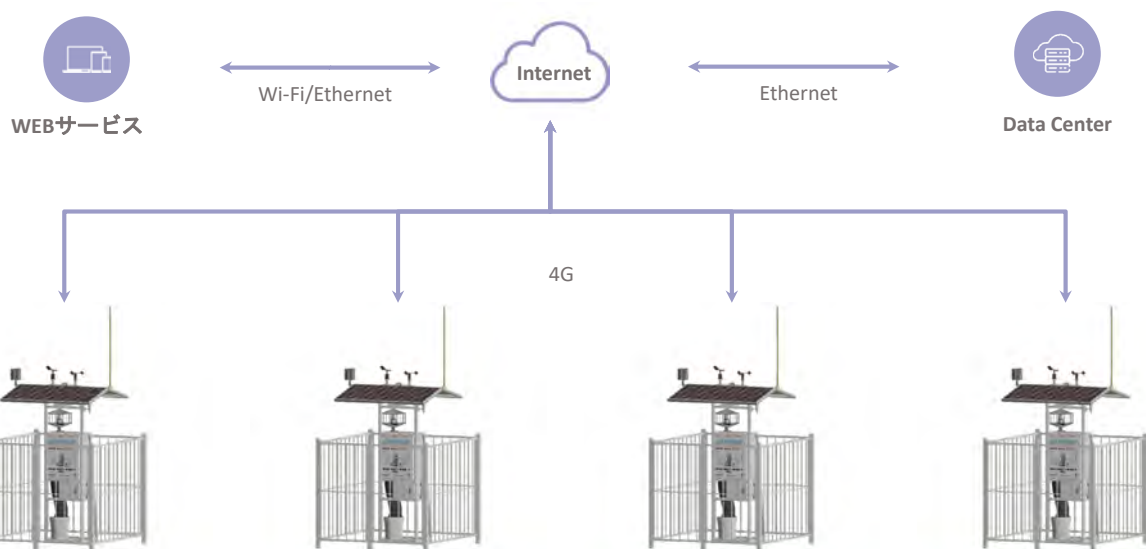 Internet
Wi-Fi/Ethernet
Ethernet
WEBサービス
Data Center
4G